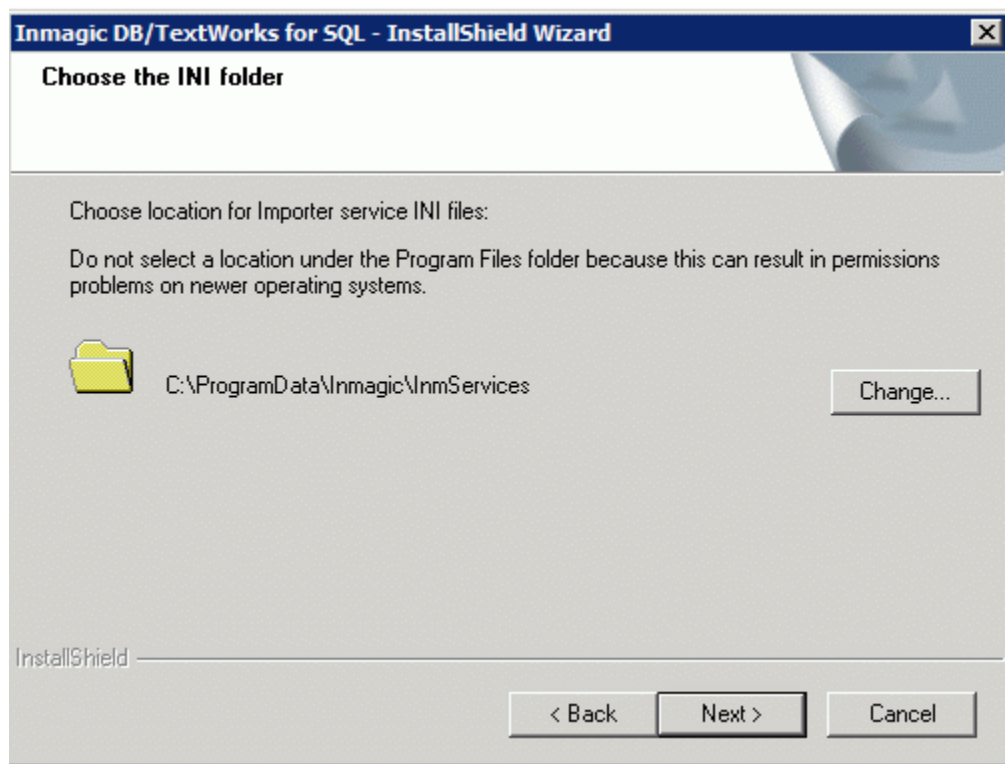 Inmagic DB/TextWorks for SQL - InstallShield Wizard
Choose the INI folder
Choose location for Importer service INI files:
Do not select a location under the Program Files folder because this can result in permissions
problems on newer operating systems.
C:\ProgramData\Inmagic\InmServices
Change...
InstallShield
< Back
Next >
Cancel